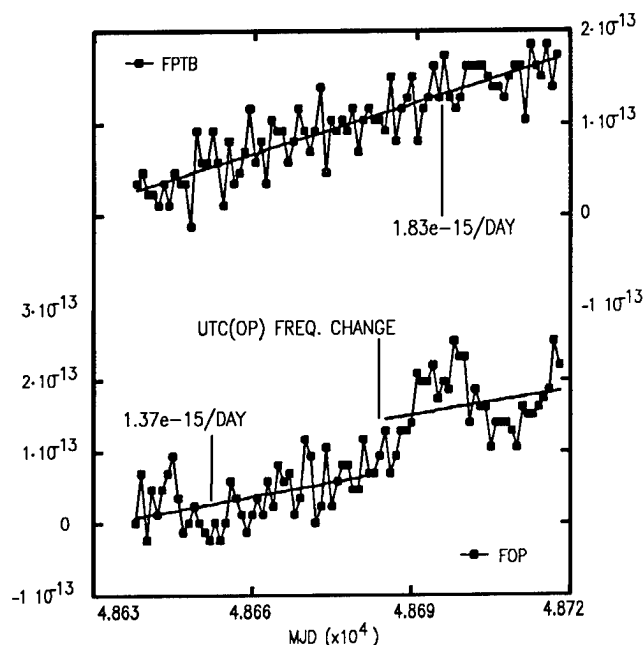 2·10⁻¹³
FPTB
1·10⁻¹³
0
1.83e-15/DAY
-1 10⁻¹³
3·10⁻¹³
UTC(OP) FREQ. CHANGE
2·10⁻¹³
1.37e-15/DAY
1·10⁻¹³
0
FOP
-1 10⁻¹³
4.863 4.866 4.869 4.872
MJD (x10⁴)